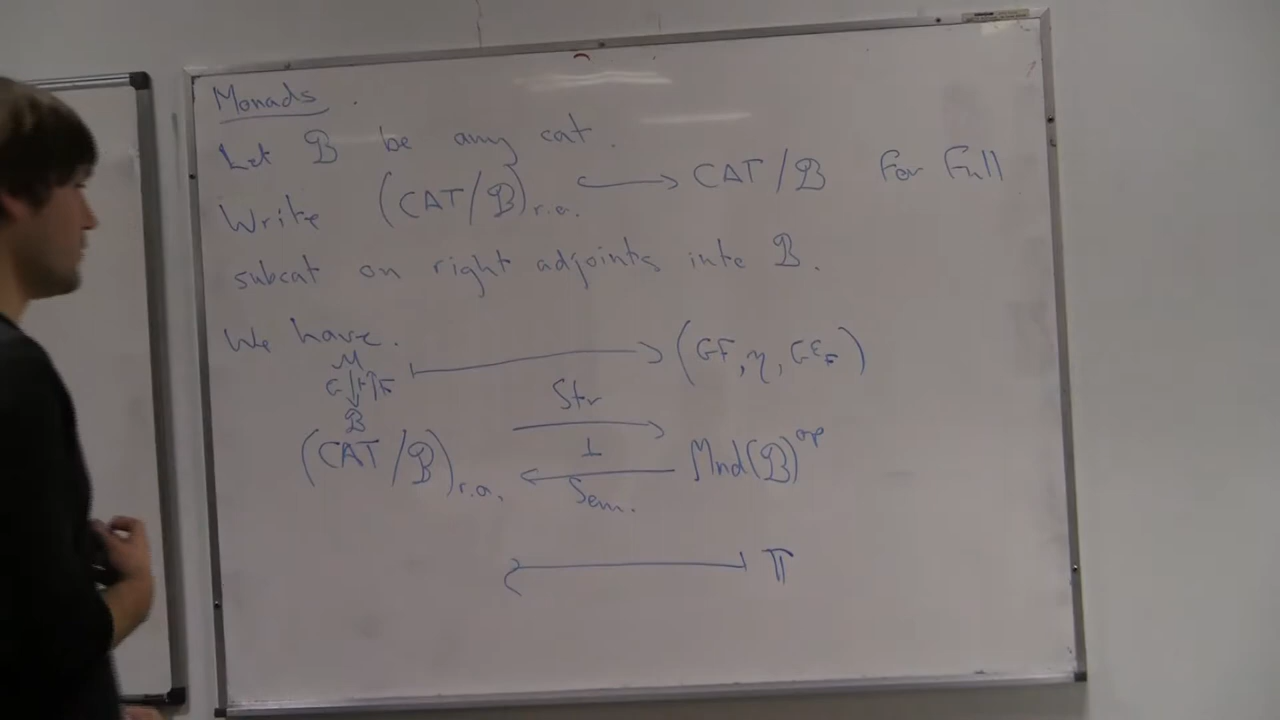 Monads.
Let 𝔅 be any cat.
Write (CAT/𝔅)r.a. ↪ CAT/𝔅 for full
subcat on right adjoints into 𝔅.
We have.
M
G ↓ ⊣ ↑ F ⟼ (GF, η, GεF)
𝔅
Str
(CAT/𝔅)r.a. ⇄ ⊥ Mnd(𝔅)ᵒᵖ
Sem.
⟻ 𝕋